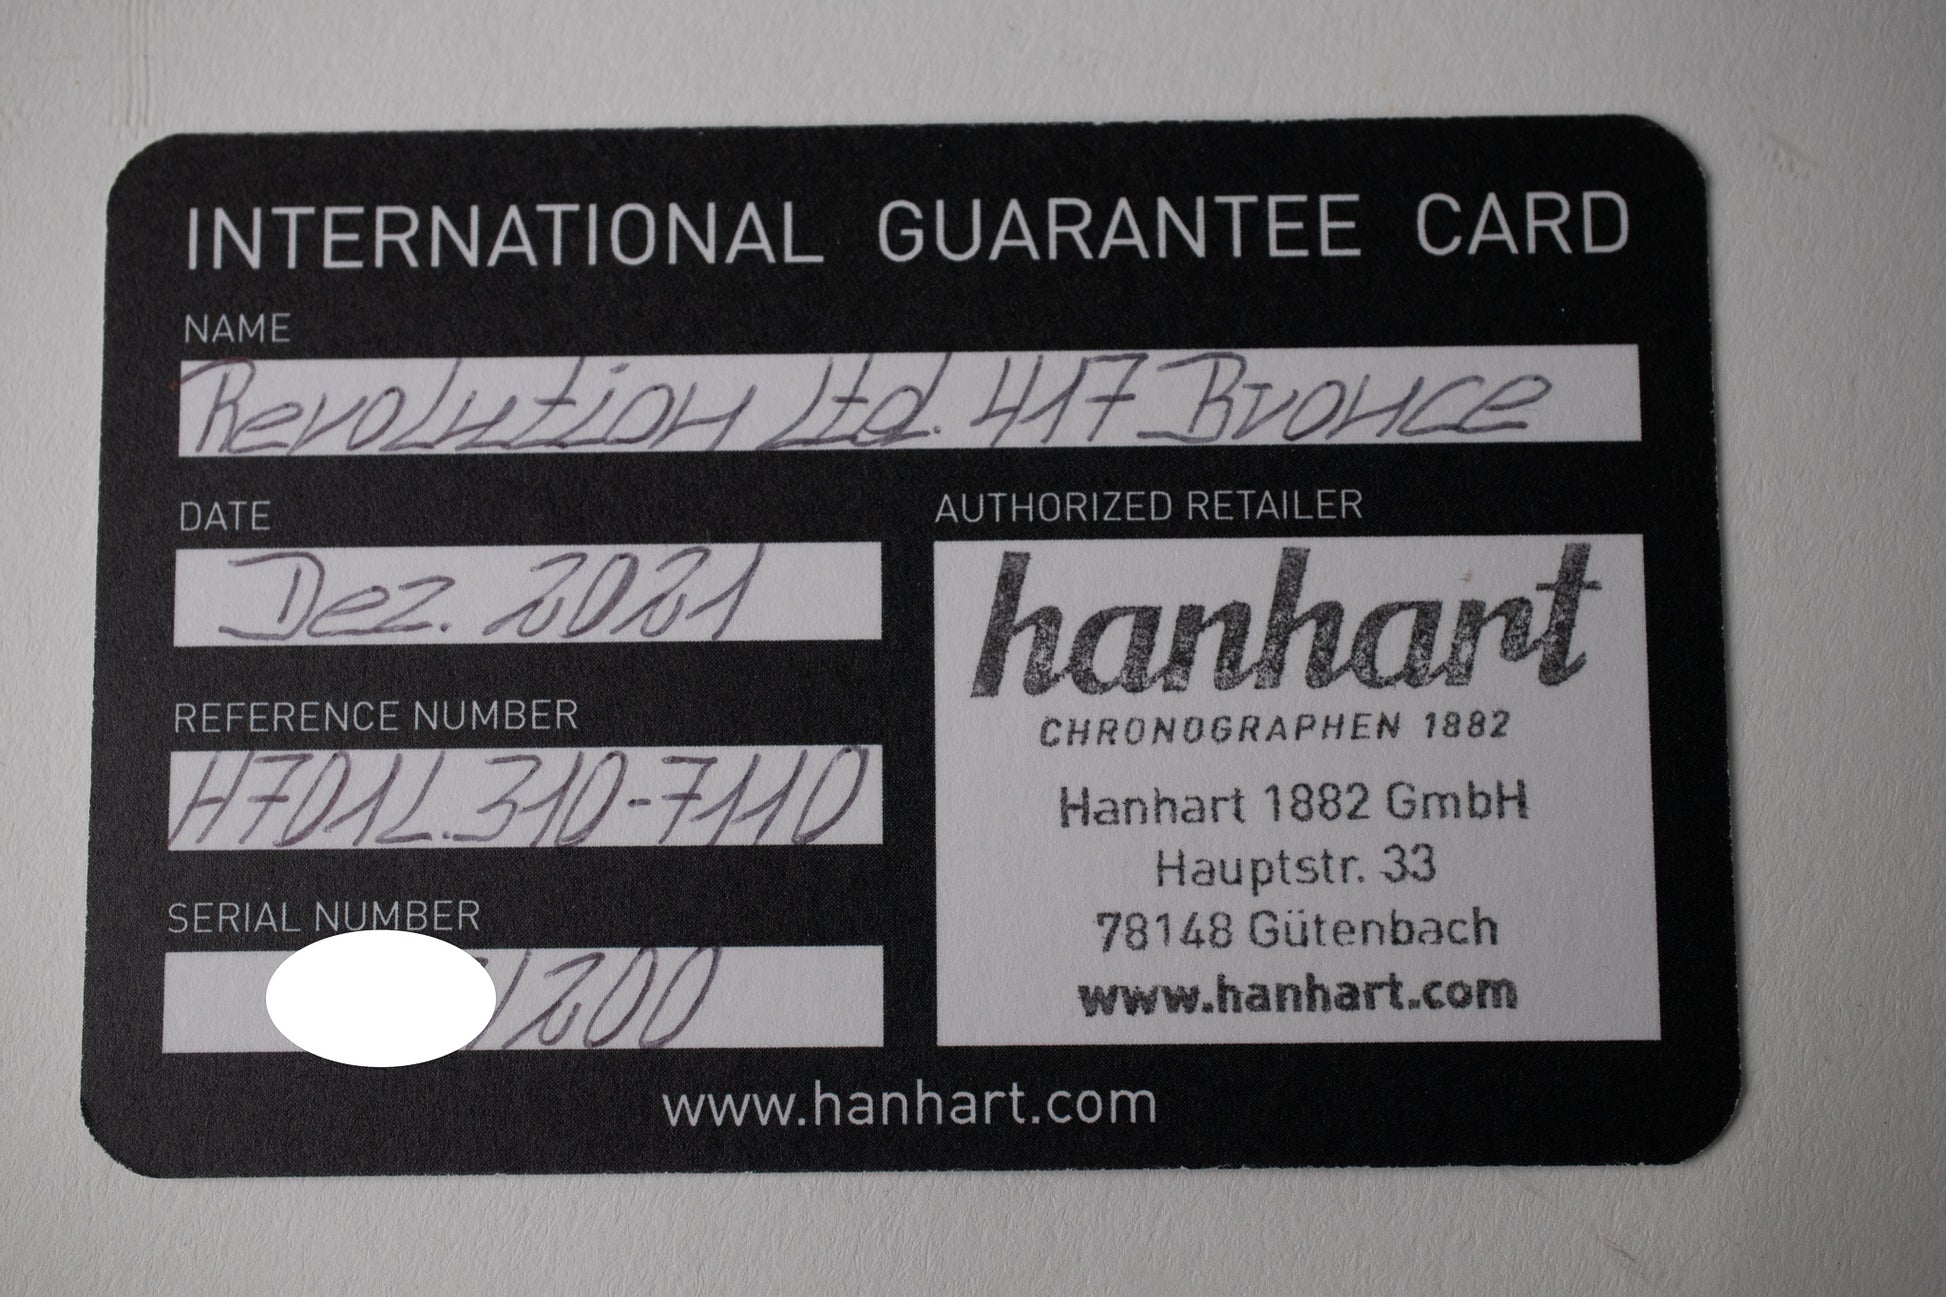 INTERNATIONAL GUARANTEE CARD
NAME
Revolution Ltd. 417 Bronce
DATE
Dez. 2021
REFERENCE NUMBER
H701L.310-7110
SERIAL NUMBER
/200
AUTHORIZED RETAILER
hanhart
CHRONOGRAPHEN 1882
Hanhart 1882 GmbH
Hauptstr. 33
78148 Gütenbach
www.hanhart.com
www.hanhart.com